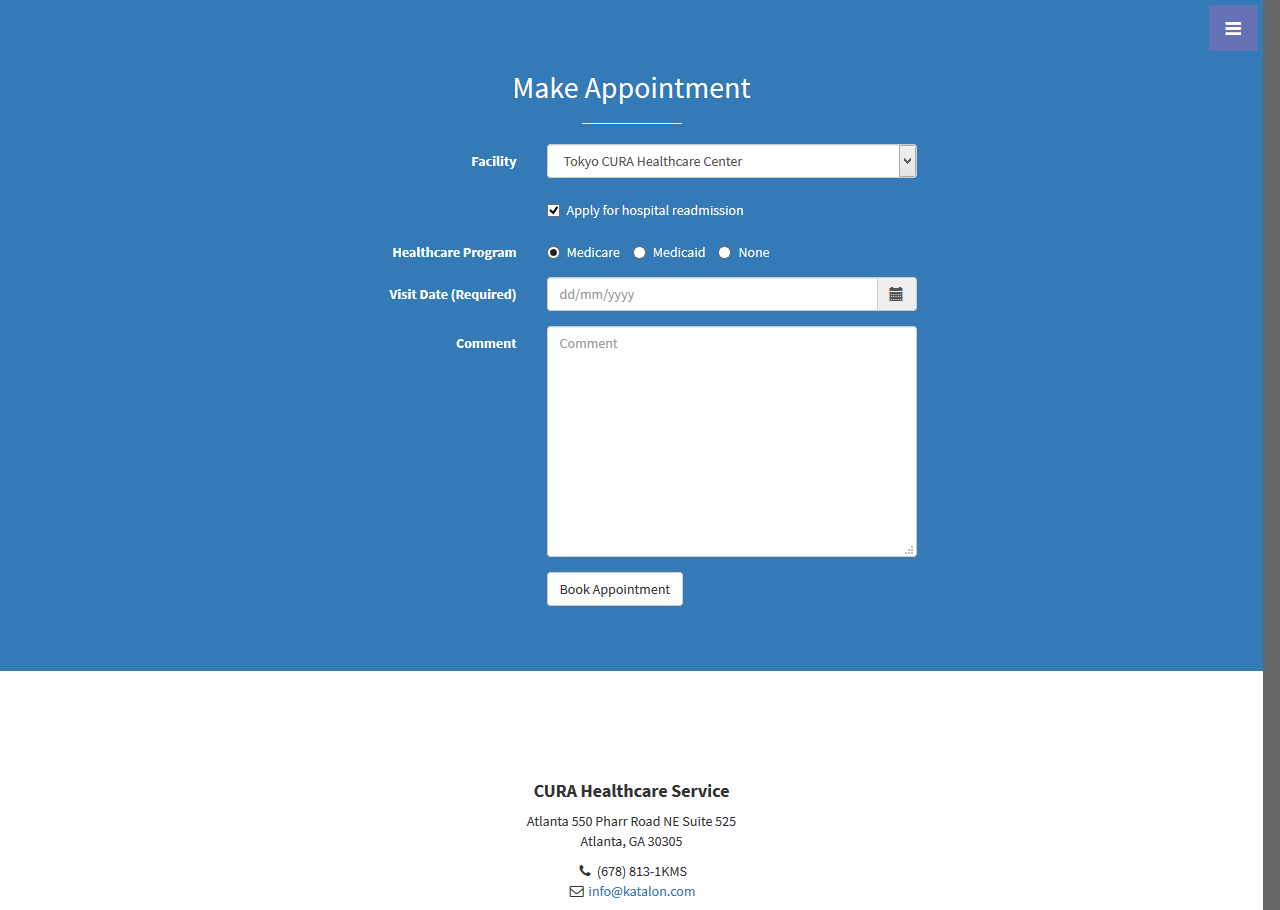 Make Appointment
Facility Tokyo CURA Healthcare Center
Apply for hospital readmission
Healthcare Program Medicare Medicaid None
Visit Date (Required) dd/mm/yyyy
Comment Comment
Book Appointment
CURA Healthcare Service
Atlanta 550 Pharr Road NE Suite 525
Atlanta, GA 30305
(678) 813-1KMS
info@katalon.com